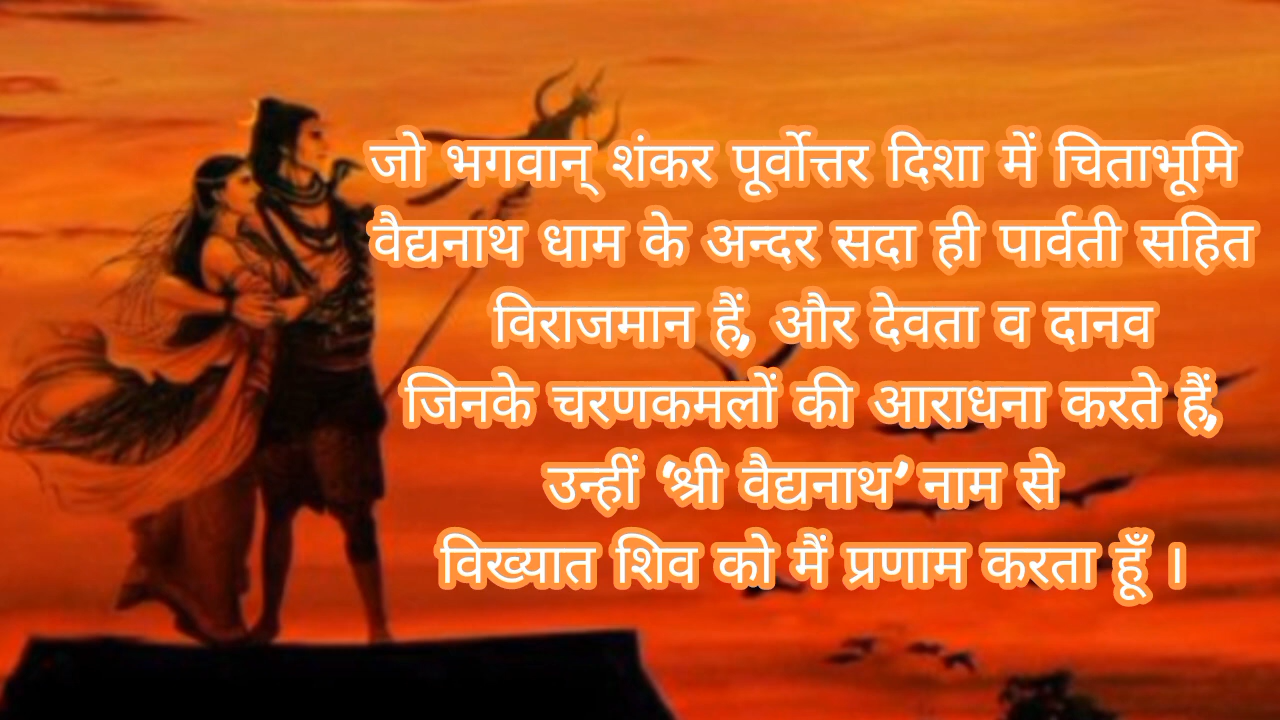 जो भगवान् शंकर पूर्वोत्तर दिशा में चिताभूमि
वैद्यनाथ धाम के अन्दर सदा ही पार्वती सहित
विराजमान हैं, और देवता व दानव
जिनके चरणकमलों की आराधना करते हैं,
उन्हीं ‘श्री वैद्यनाथ’ नाम से
विख्यात शिव को मैं प्रणाम करता हूँ ।